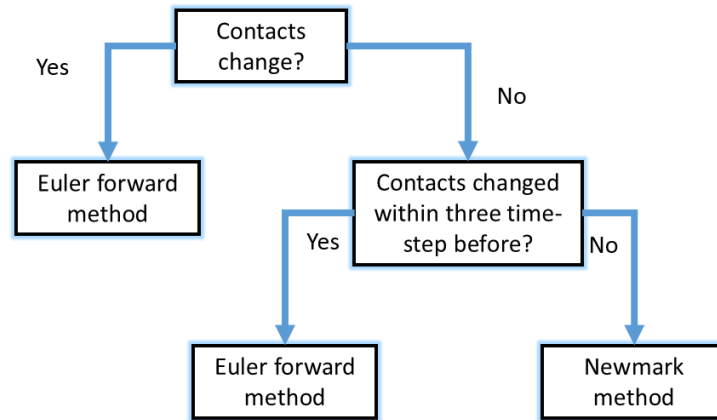 Contacts
change?
Yes
No
Euler forward
method
Contacts changed
within three time-
step before?
Yes
No
Euler forward
method
Newmark
method